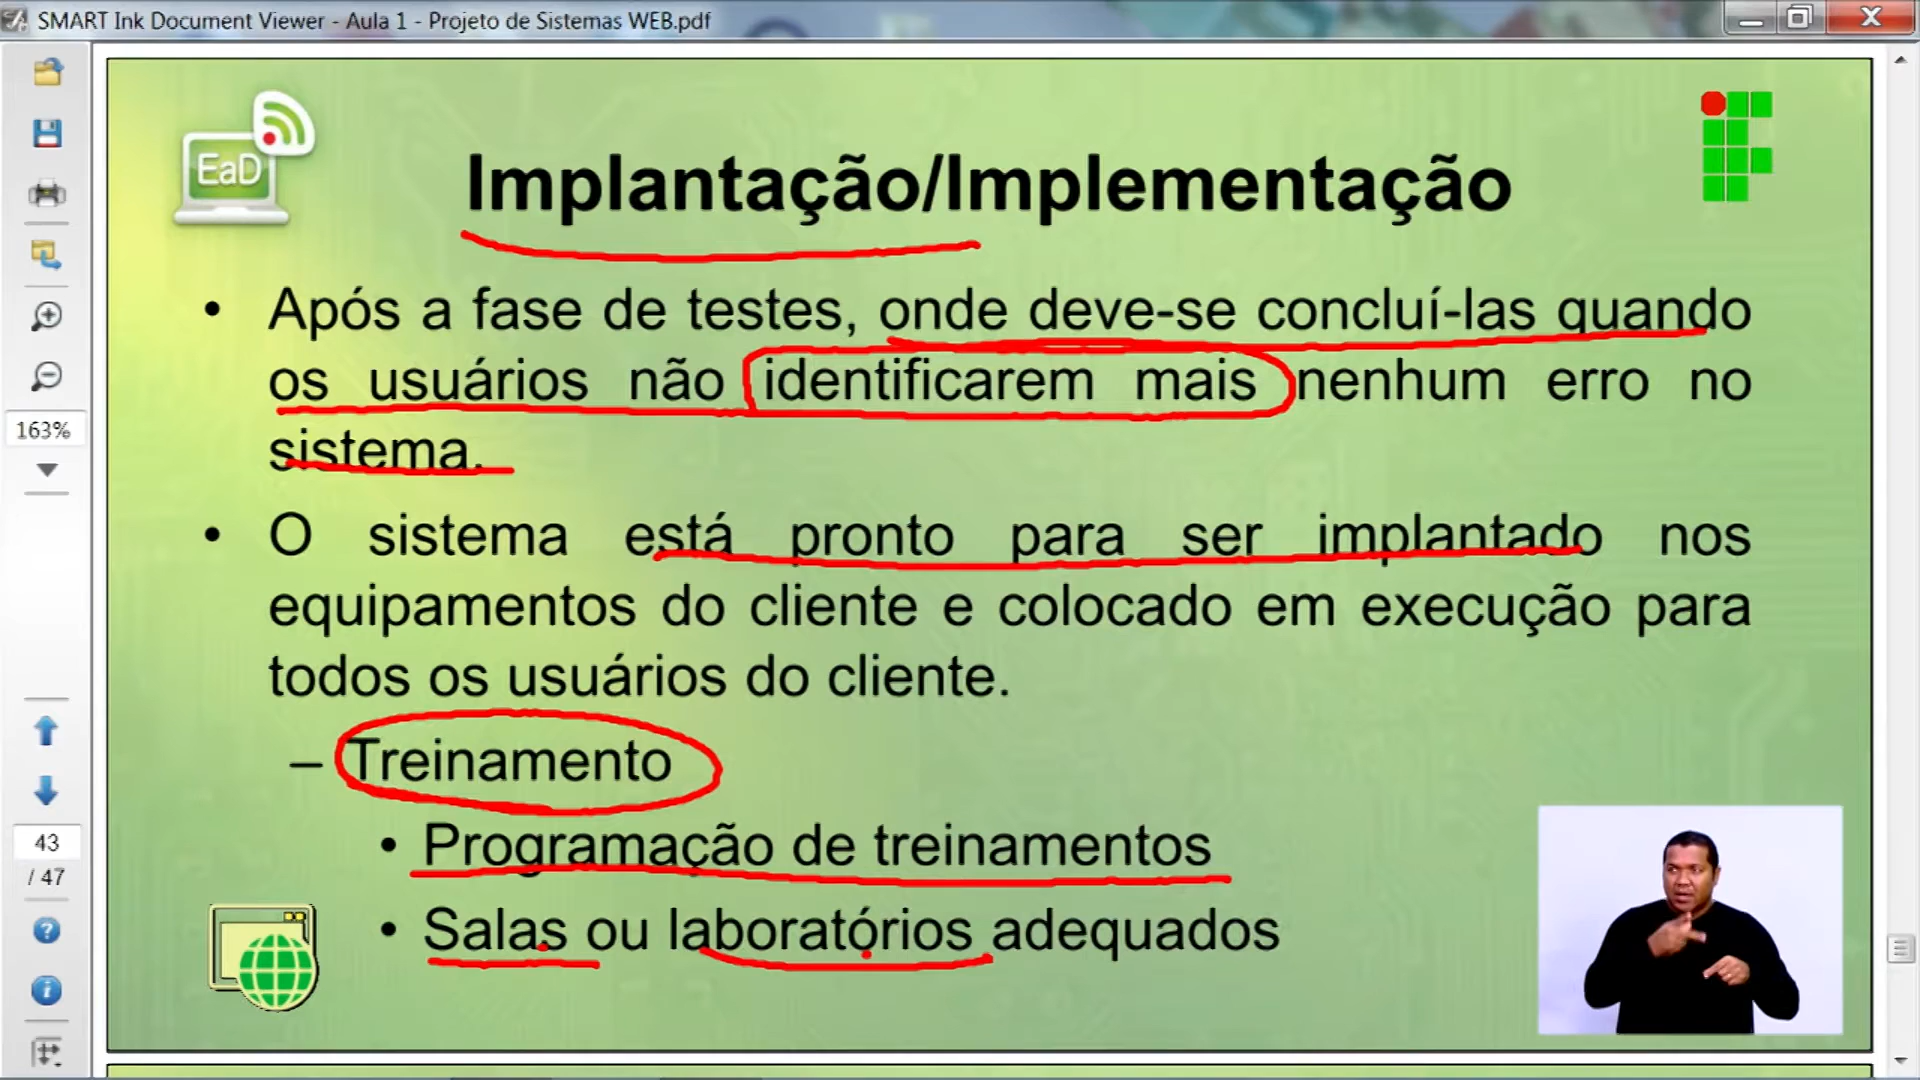 SMART Ink Document Viewer - Aula 1 - Projeto de Sistemas WEB.pdf
EaD
Implantação/Implementação
• Após a fase de testes, onde deve-se concluí-las quando
os usuários não identificarem mais nenhum erro no
sistema.
• O sistema está pronto para ser implantado nos
equipamentos do cliente e colocado em execução para
todos os usuários do cliente.
– Treinamento
• Programação de treinamentos
• Salas ou laboratórios adequados
163%
43
/ 47